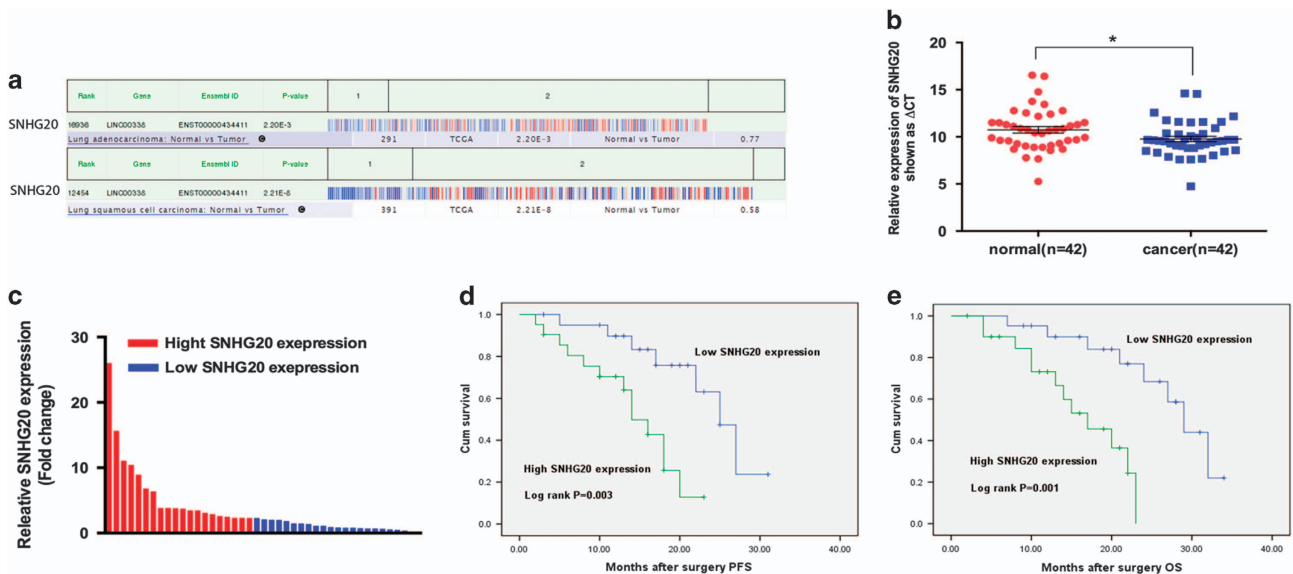 a
Rank Gene Ensembl ID P-value 1 2
SNHG20 16936 LINC00338 ENST00000434411 2.20E-3
Lung adenocarcinoma: Normal vs Tumor C 291 TCGA 2.20E-3 Normal vs Tumor 0.77
Rank Gene Ensembl ID P-value 1 2
SNHG20 12454 LINC00338 ENST00000434411 2.21E-8
Lung squamous cell carcinoma: Normal vs Tumor C 391 TCGA 2.21E-8 Normal vs Tumor 0.58
b
Relative expression of SNHG20
shown as ΔCT
20
15
10
5
0
*
normal(n=42) cancer(n=42)
c
Releative SNHG20 expression
(Fold change)
30
20
10
0
Hight SNHG20 exepression
Low SNHG20 exepression
d
Cum survival
1.0
0.8
0.6
0.4
0.2
0.0
Low SNHG20 expression
High SNHG20 expression
Log rank P=0.003
0.00 10.00 20.00 30.00 40.00
Months after surgery PFS
e
Cum survival
1.0
0.8
0.6
0.4
0.2
0.0
Low SNHG20 expression
High SNHG20 expression
Log rank P=0.001
0.00 10.00 20.00 30.00 40.00
Months after surgery OS